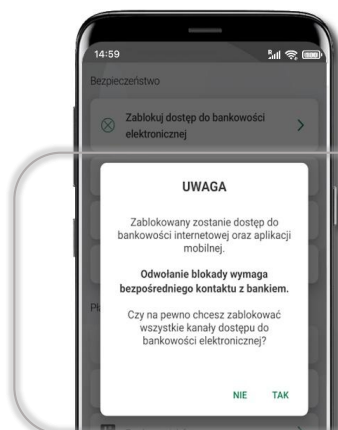 14:59
Bezpieczeństwo
Zablokuj dostęp do bankowości
elektronicznej
UWAGA
Zablokowany zostanie dostęp do
bankowości internetowej oraz aplikacji
mobilnej.
Odwołanie blokady wymaga
bezpośredniego kontaktu z bankiem.
Czy na pewno chcesz zablokować
wszystkie kanały dostępu do
bankowości elektronicznej?
NIE TAK